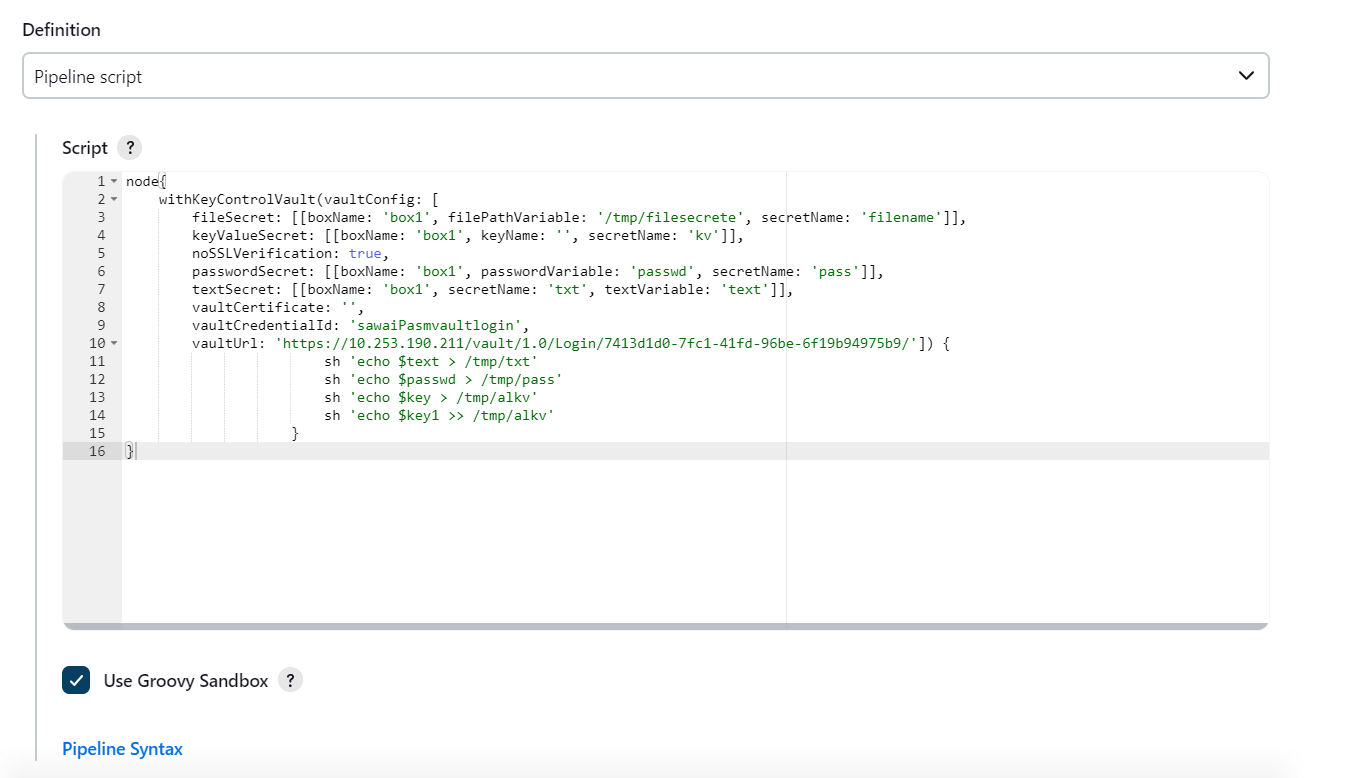 Definition
Pipeline script
Script ?
1 node{
2 withKeyControlVault(vaultConfig: [
3 fileSecret: [[boxName: 'box1', filePathVariable: '/tmp/filesecrete', secretName: 'filename']],
4 keyValueSecret: [[boxName: 'box1', keyName: '', secretName: 'kv']],
5 noSSLVerification: true,
6 passwordSecret: [[boxName: 'box1', passwordVariable: 'passwd', secretName: 'pass']],
7 textSecret: [[boxName: 'box1', secretName: 'txt', textVariable: 'text']],
8 vaultCertificate: '',
9 vaultCredentialId: 'sawaiPasmvaultlogin',
10 vaultUrl: 'https://10.253.190.211/vault/1.0/Login/7413d1d0-7fc1-41fd-96be-6f19b94975b9/']) {
11 sh 'echo $text > /tmp/txt'
12 sh 'echo $passwd > /tmp/pass'
13 sh 'echo $key > /tmp/alkv'
14 sh 'echo $key1 >> /tmp/alkv'
15 }
16 }
Use Groovy Sandbox ?
Pipeline Syntax